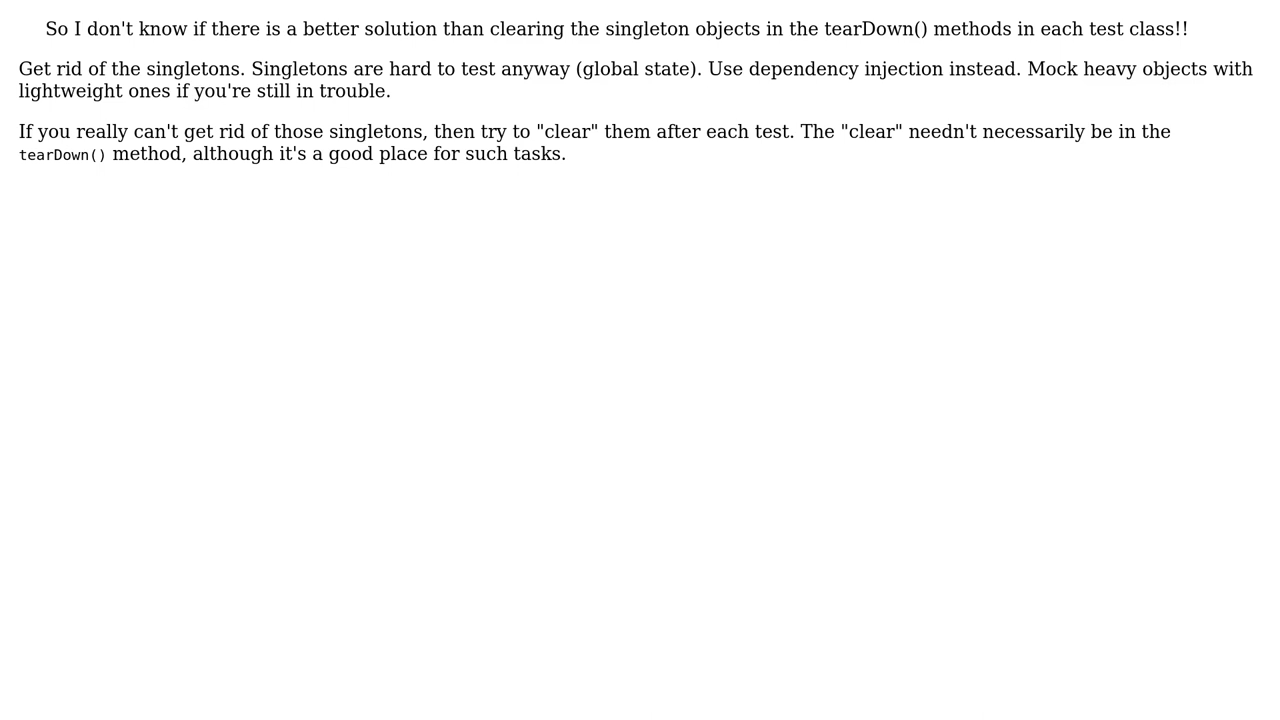 So I don't know if there is a better solution than clearing the singleton objects in the tearDown() methods in each test class!!
Get rid of the singletons. Singletons are hard to test anyway (global state). Use dependency injection instead. Mock heavy objects with
lightweight ones if you're still in trouble.
If you really can't get rid of those singletons, then try to "clear" them after each test. The "clear" needn't necessarily be in the
tearDown() method, although it's a good place for such tasks.